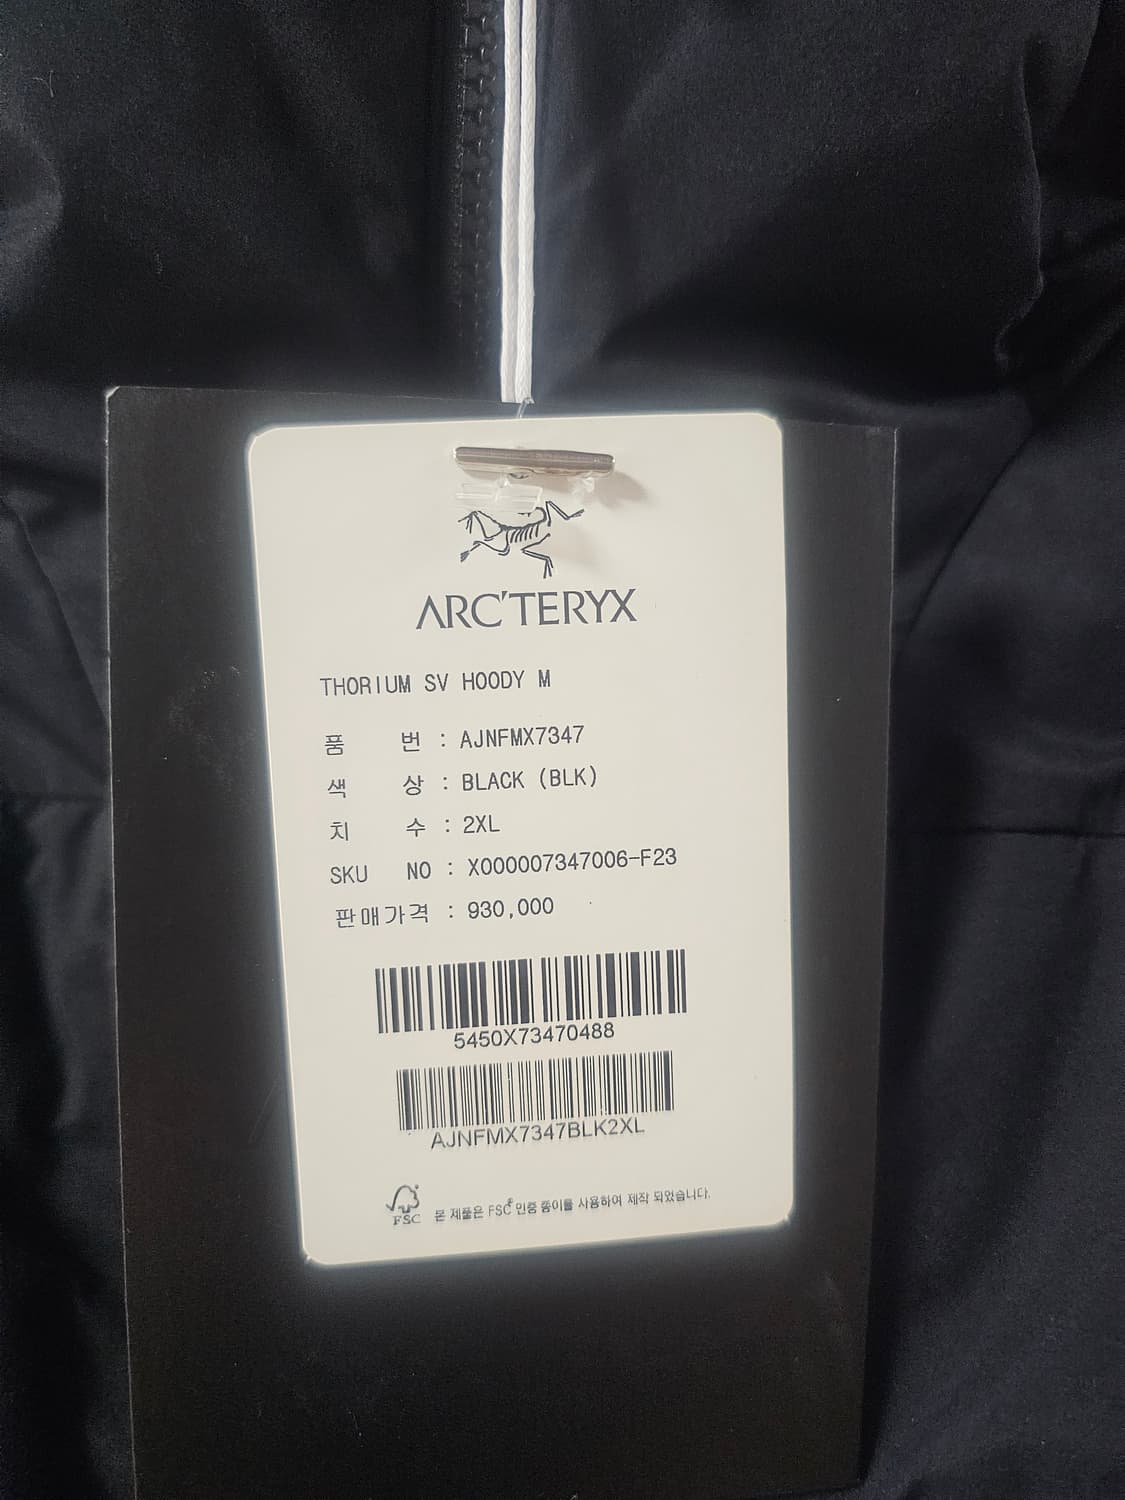 ARC'TERYX
THORIUM SV HOODY M
품 번 : AJNFMX7347
색 상 : BLACK (BLK)
치 수 : 2XL
SKU NO : X000007347006-F23
판매가격 : 930,000
5450X73470488
AJNFMX7347BLK2XL
FSC 본 제품은 FSC® 인증 종이를 사용하여 제작 되었습니다.